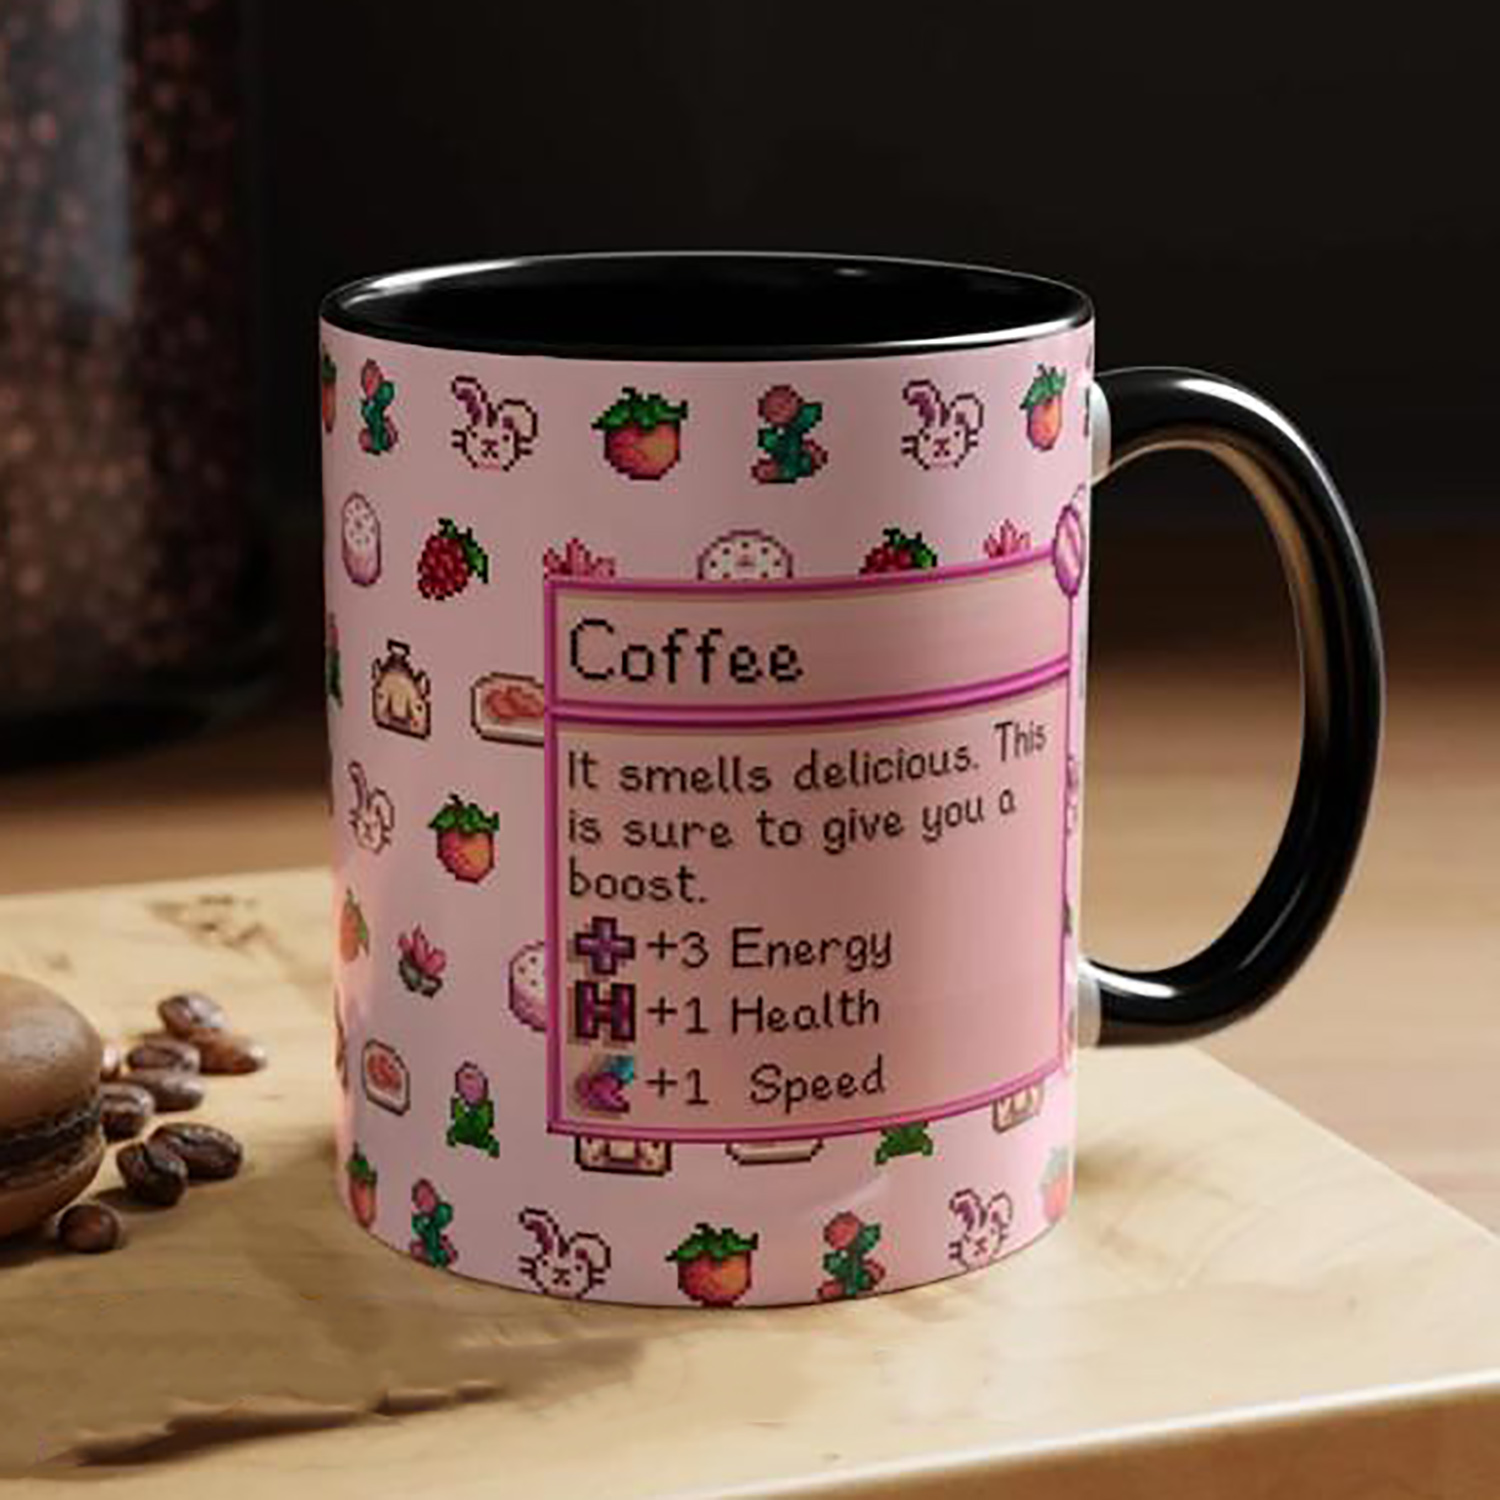 Coffee
It smells delicious. This
is sure to give you a
boost.
+3 Energy
+1 Health
+1 Speed